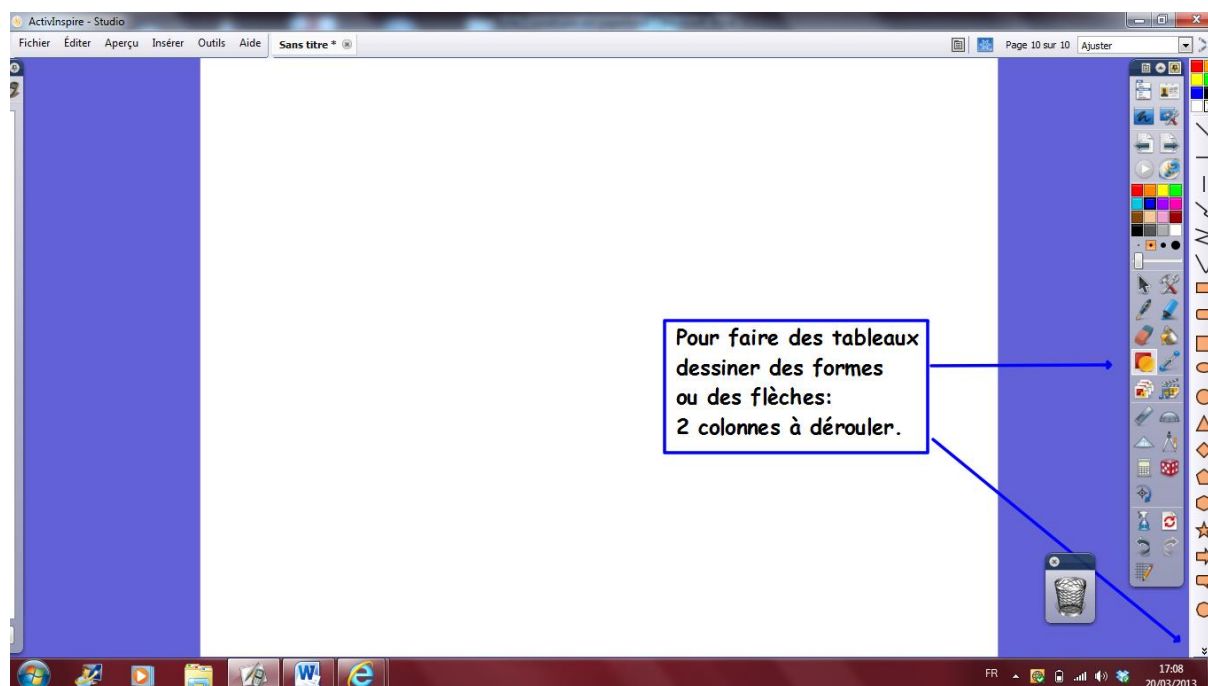 ActivInspire - Studio
Fichier Éditer Aperçu Insérer Outils Aide Sans titre * Page 10 sur 10 Ajuster
Pour faire des tableaux
dessiner des formes
ou des flèches:
2 colonnes à dérouler.
FR 17:08
20/03/2013